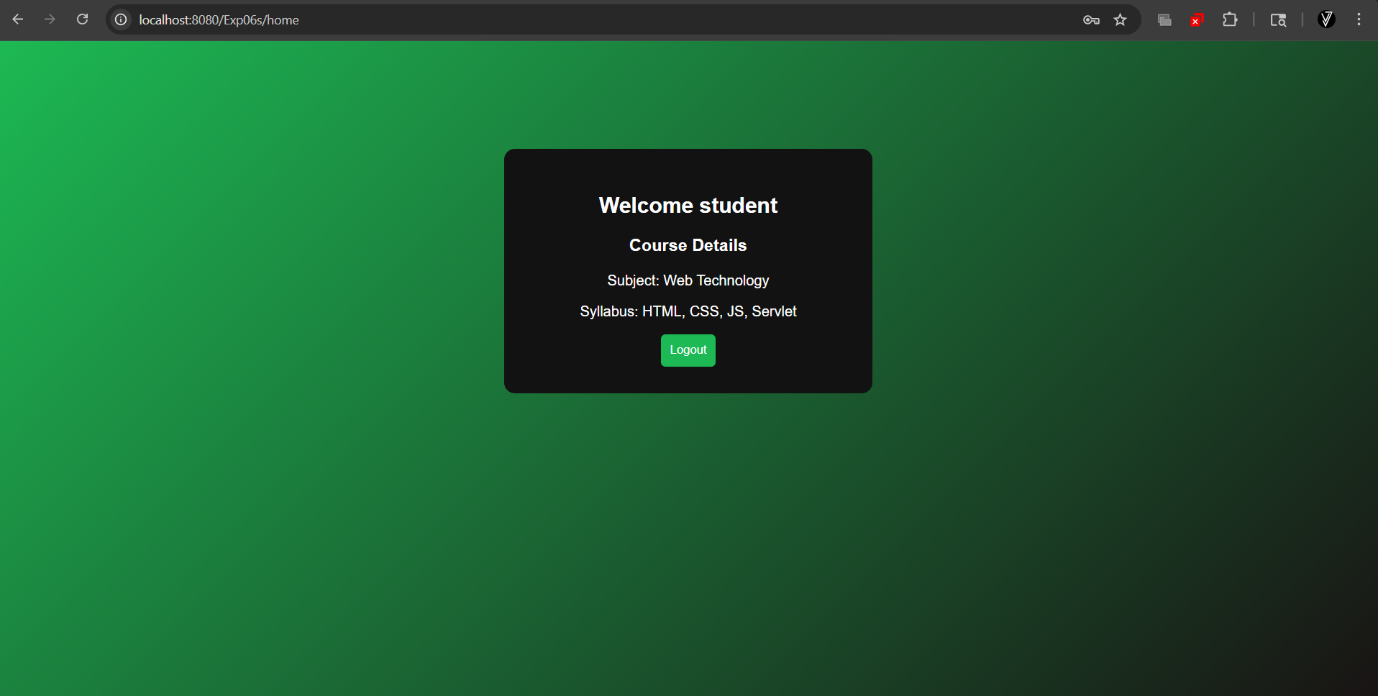 localhost:8080/Exp06s/home
Welcome student
Course Details
Subject: Web Technology
Syllabus: HTML, CSS, JS, Servlet
Logout